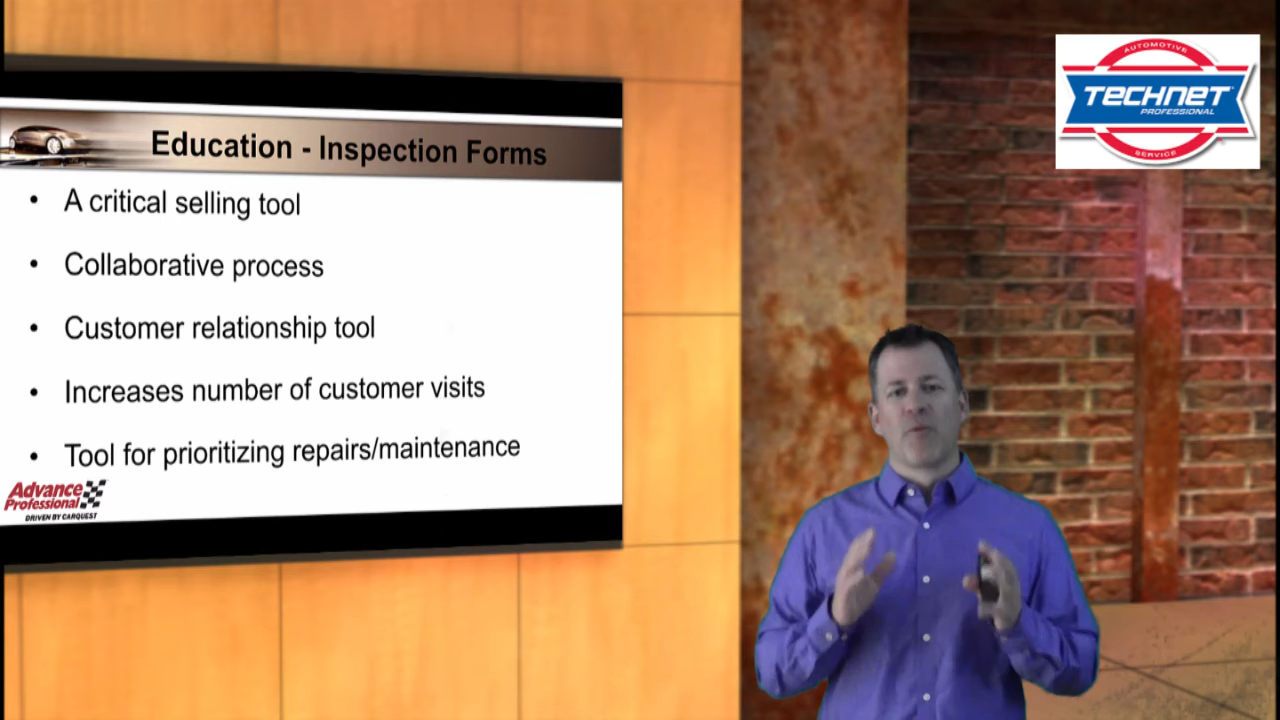 Education - Inspection Forms
• A critical selling tool
• Collaborative process
• Customer relationship tool
• Increases number of customer visits
• Tool for prioritizing repairs/maintenance
Advance
Professional
DRIVEN BY CARQUEST
AUTOMOTIVE
TECHNET
PROFESSIONAL
SERVICE